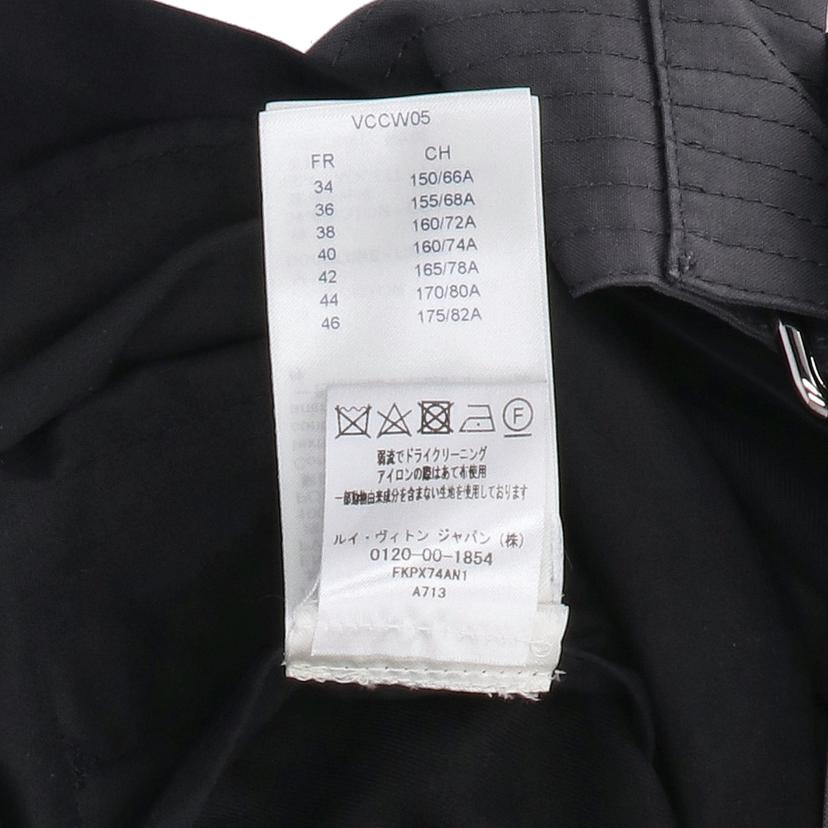 VCCW05
FR CH
34 150/66A
36 155/68A
38 160/72A
40 160/74A
42 165/78A
44 170/80A
46 175/82A
F
弱流でドライクリーニング
アイロンの際はあて布使用
一部動物由来成分を含まない生地を使用しております
ルイ・ヴィトン ジャパン (株)
0120-00-1854
FKPX74AN1
A713